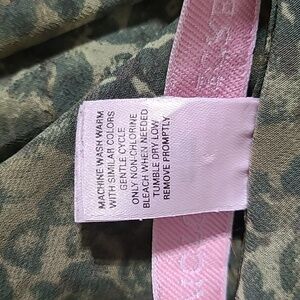 MACHINE WASH WARM
WITH SIMILAR COLORS
GENTLE CYCLE
ONLY NON-CHLORINE
BLEACH WHEN NEEDED
TUMBLE DRY LOW
REMOVE PROMPTLY